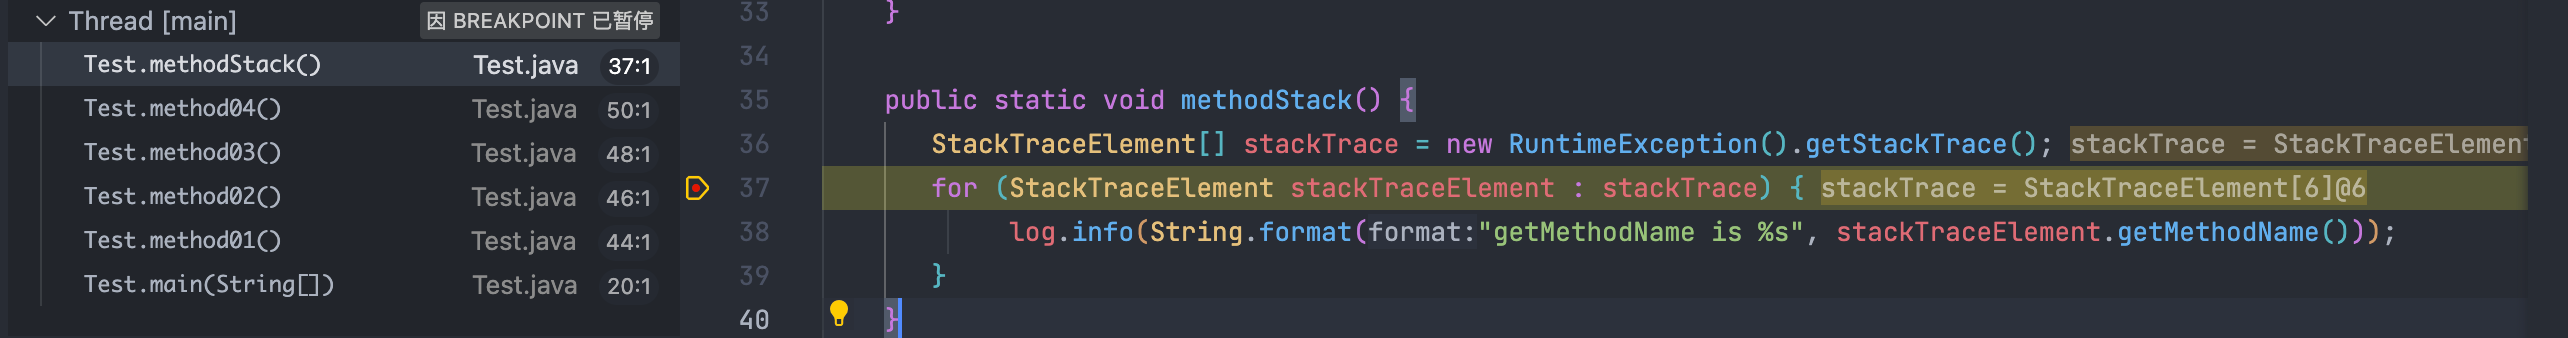 Thread [main] 因 BREAKPOINT 已暂停
Test.methodStack() Test.java 37:1
Test.method04() Test.java 50:1
Test.method03() Test.java 48:1
Test.method02() Test.java 46:1
Test.method01() Test.java 44:1
Test.main(String[]) Test.java 20:1
33 }
34
35 public static void methodStack() {
36 StackTraceElement[] stackTrace = new RuntimeException().getStackTrace(); stackTrace = StackTraceElement
37 for (StackTraceElement stackTraceElement : stackTrace) { stackTrace = StackTraceElement[6]@6
38 log.info(String.format(format:"getMethodName is %s", stackTraceElement.getMethodName()));
39 }
40 }